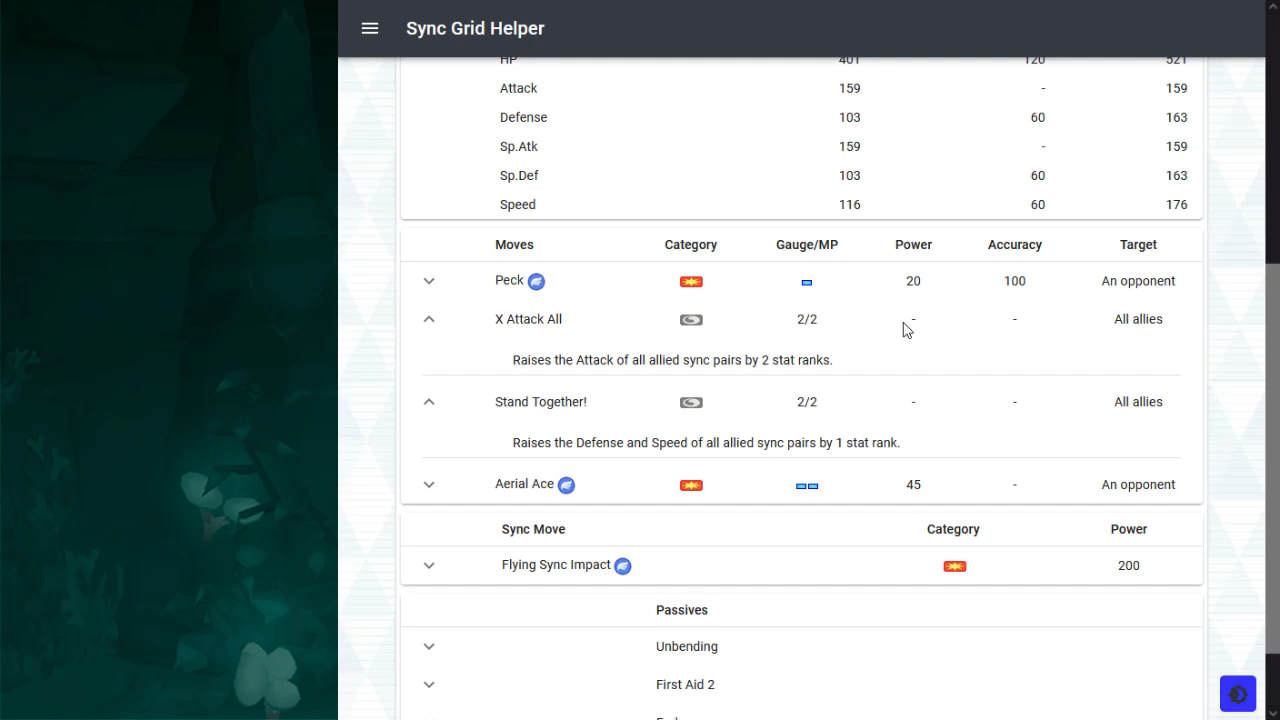 Sync Grid Helper
HP 401 120 521
Attack 159 - 159
Defense 103 60 163
Sp.Atk 159 - 159
Sp.Def 103 60 163
Speed 116 60 176
Moves Category Gauge/MP Power Accuracy Target
Peck 20 100 An opponent
X Attack All 2/2 - - All allies
Raises the Attack of all allied sync pairs by 2 stat ranks.
Stand Together! 2/2 - - All allies
Raises the Defense and Speed of all allied sync pairs by 1 stat rank.
Aerial Ace 45 - An opponent
Sync Move Category Power
Flying Sync Impact 200
Passives
Unbending
First Aid 2